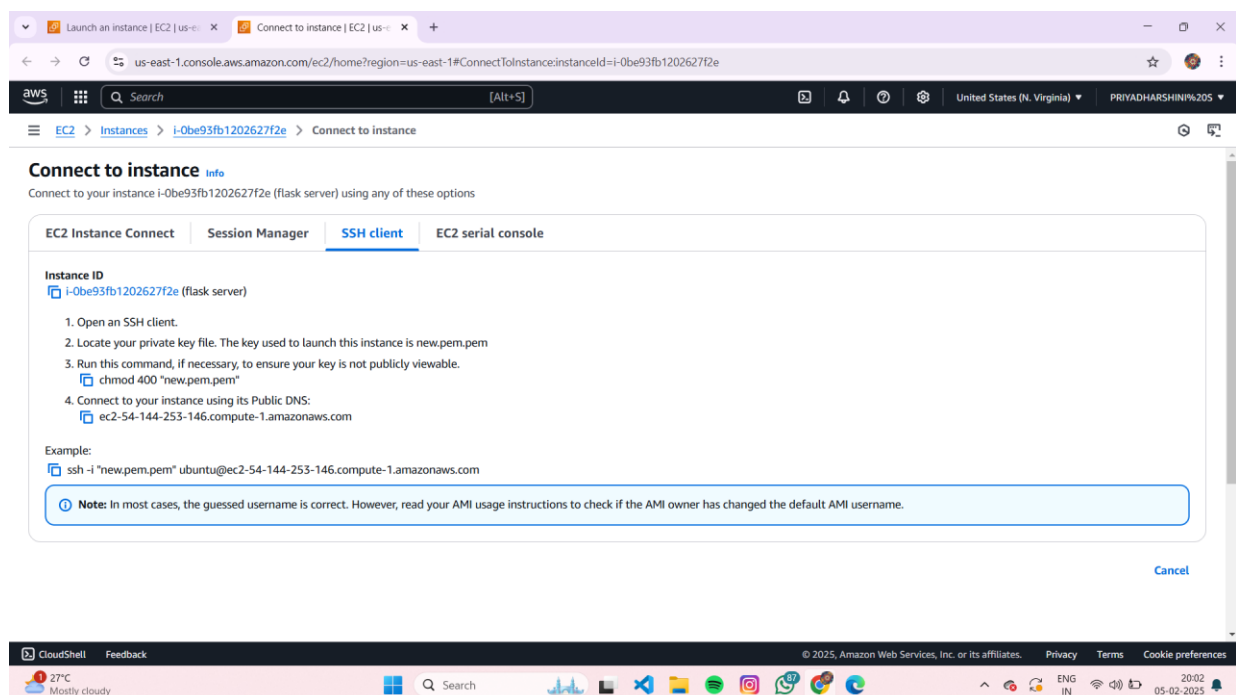 Launch an instance | EC2 | us-ea
Connect to instance | EC2 | us-e
us-east-1.console.aws.amazon.com/ec2/home?region=us-east-1#ConnectToInstance:instanceId=i-0be93fb1202627f2e
aws Search [Alt+S] United States (N. Virginia) PRIYADHARSHINI%20S
EC2 > Instances > i-0be93fb1202627f2e > Connect to instance
Connect to instance Info
Connect to your instance i-0be93fb1202627f2e (flask server) using any of these options
EC2 Instance Connect Session Manager SSH client EC2 serial console
Instance ID
i-0be93fb1202627f2e (flask server)
1. Open an SSH client.
2. Locate your private key file. The key used to launch this instance is new.pem.pem
3. Run this command, if necessary, to ensure your key is not publicly viewable.
chmod 400 "new.pem.pem"
4. Connect to your instance using its Public DNS:
ec2-54-144-253-146.compute-1.amazonaws.com
Example:
ssh -i "new.pem.pem" ubuntu@ec2-54-144-253-146.compute-1.amazonaws.com
Note: In most cases, the guessed username is correct. However, read your AMI usage instructions to check if the AMI owner has changed the default AMI username.
Cancel
CloudShell Feedback © 2025, Amazon Web Services, Inc. or its affiliates. Privacy Terms Cookie preferences
1 27°C
Mostly cloudy
Search
87
ENG
IN
20:02
05-02-2025